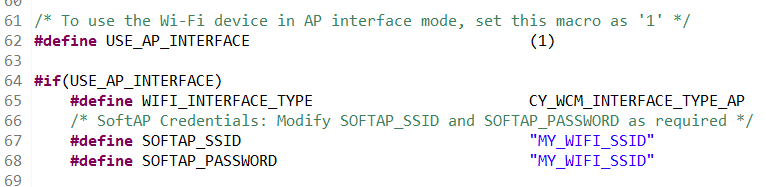 61 /* To use the Wi-Fi device in AP interface mode, set this macro as '1' */
62 #define USE_AP_INTERFACE (1)
63
64 #if(USE_AP_INTERFACE)
65 #define WIFI_INTERFACE_TYPE CY_WCM_INTERFACE_TYPE_AP
66 /* SoftAP Credentials: Modify SOFTAP_SSID and SOFTAP_PASSWORD as required */
67 #define SOFTAP_SSID "MY_WIFI_SSID"
68 #define SOFTAP_PASSWORD "MY_WIFI_SSID"
69